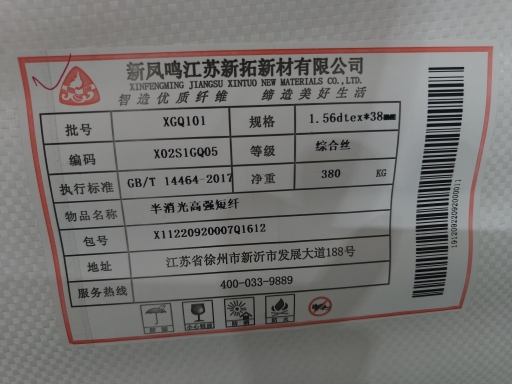 新凤鸣江苏新拓新材有限公司
XINFENGMING JIANGSU XINTUO NEW MATERIALS CO., LTD.
智造优质纤维 缔造美好生活
批号 XGQ101 规格 1.56dtex*38mm
编码 X02S1GQ05 等级 综合丝
执行标准 GB/T 14464-2017 净重 380 KG
物品名称 半消光高强短纤
包号 X11220920007Q1612
地址 江苏省徐州市新沂市发展大道188号
服务热线 400-033-9889